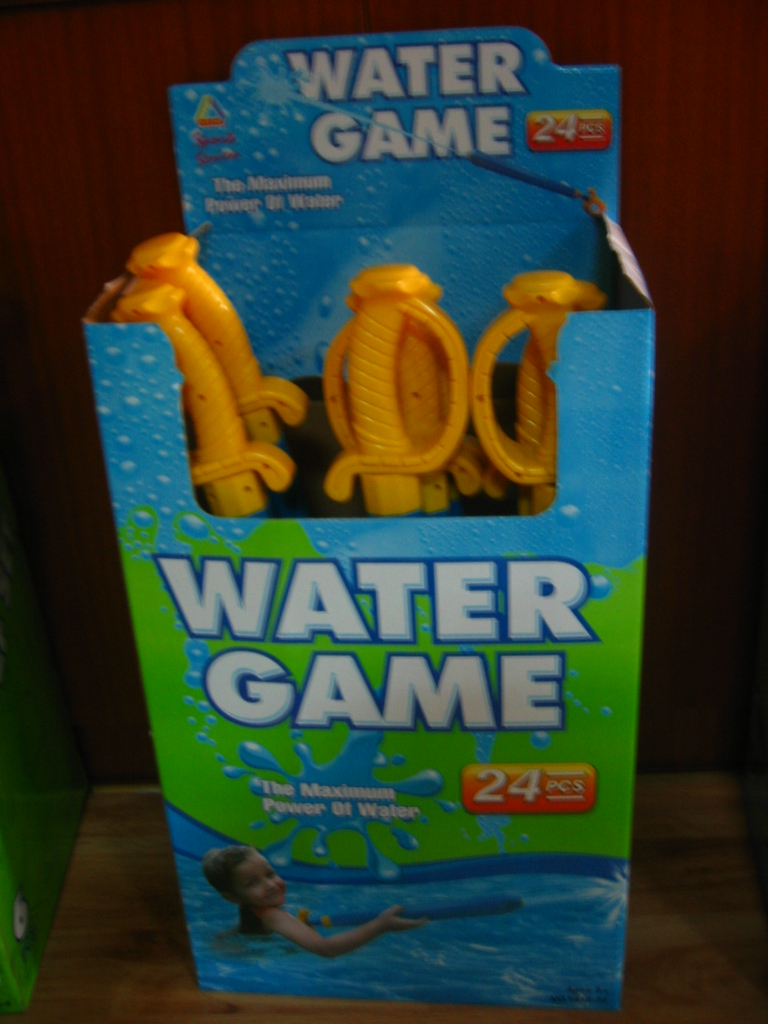 WATER
GAME
24 PCS
The Maximum
Power Of Water
WATER
GAME
The Maximum
Power Of Water
24 PCS